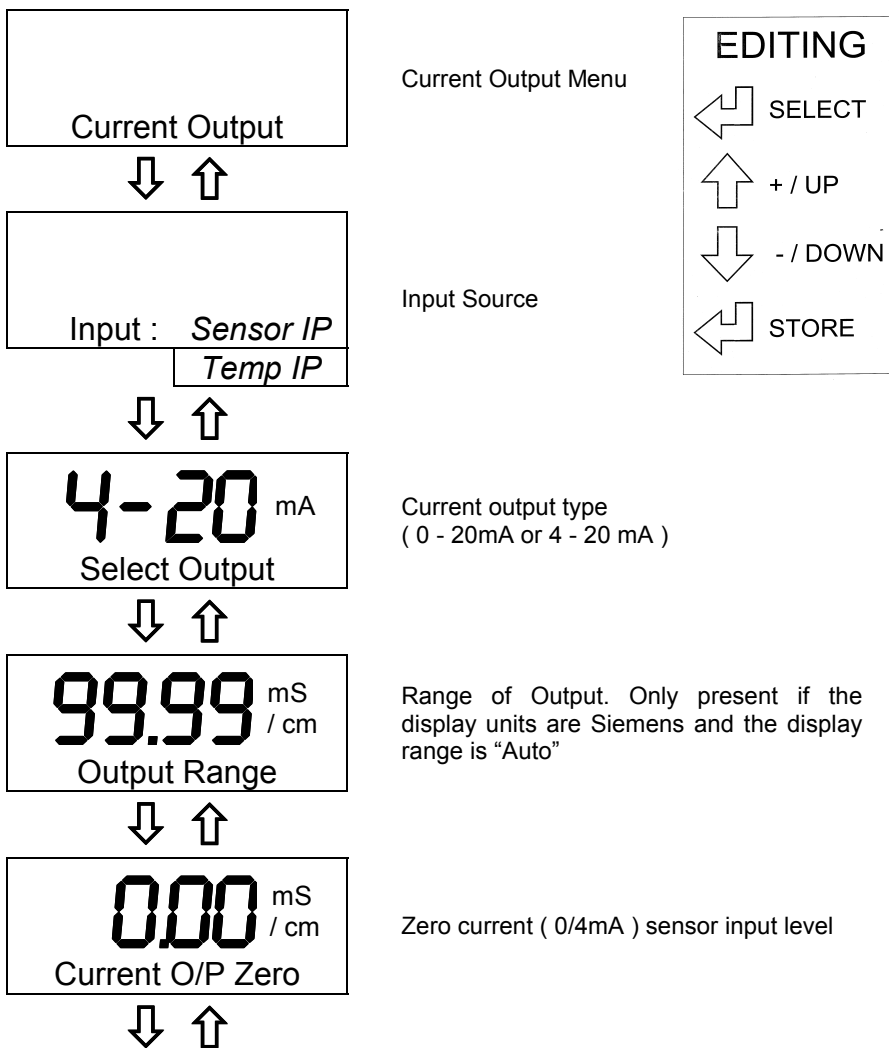 Current Output
Current Output Menu
EDITING
SELECT
+ / UP
- / DOWN
STORE
Input : Sensor IP
Temp IP
Input Source
4-20 mA
Select Output
Current output type
( 0 - 20mA or 4 - 20 mA )
99.99 mS
/ cm
Output Range
Range of Output. Only present if the
display units are Siemens and the display
range is “Auto”
0.00 mS
/ cm
Current O/P Zero
Zero current ( 0/4mA ) sensor input level